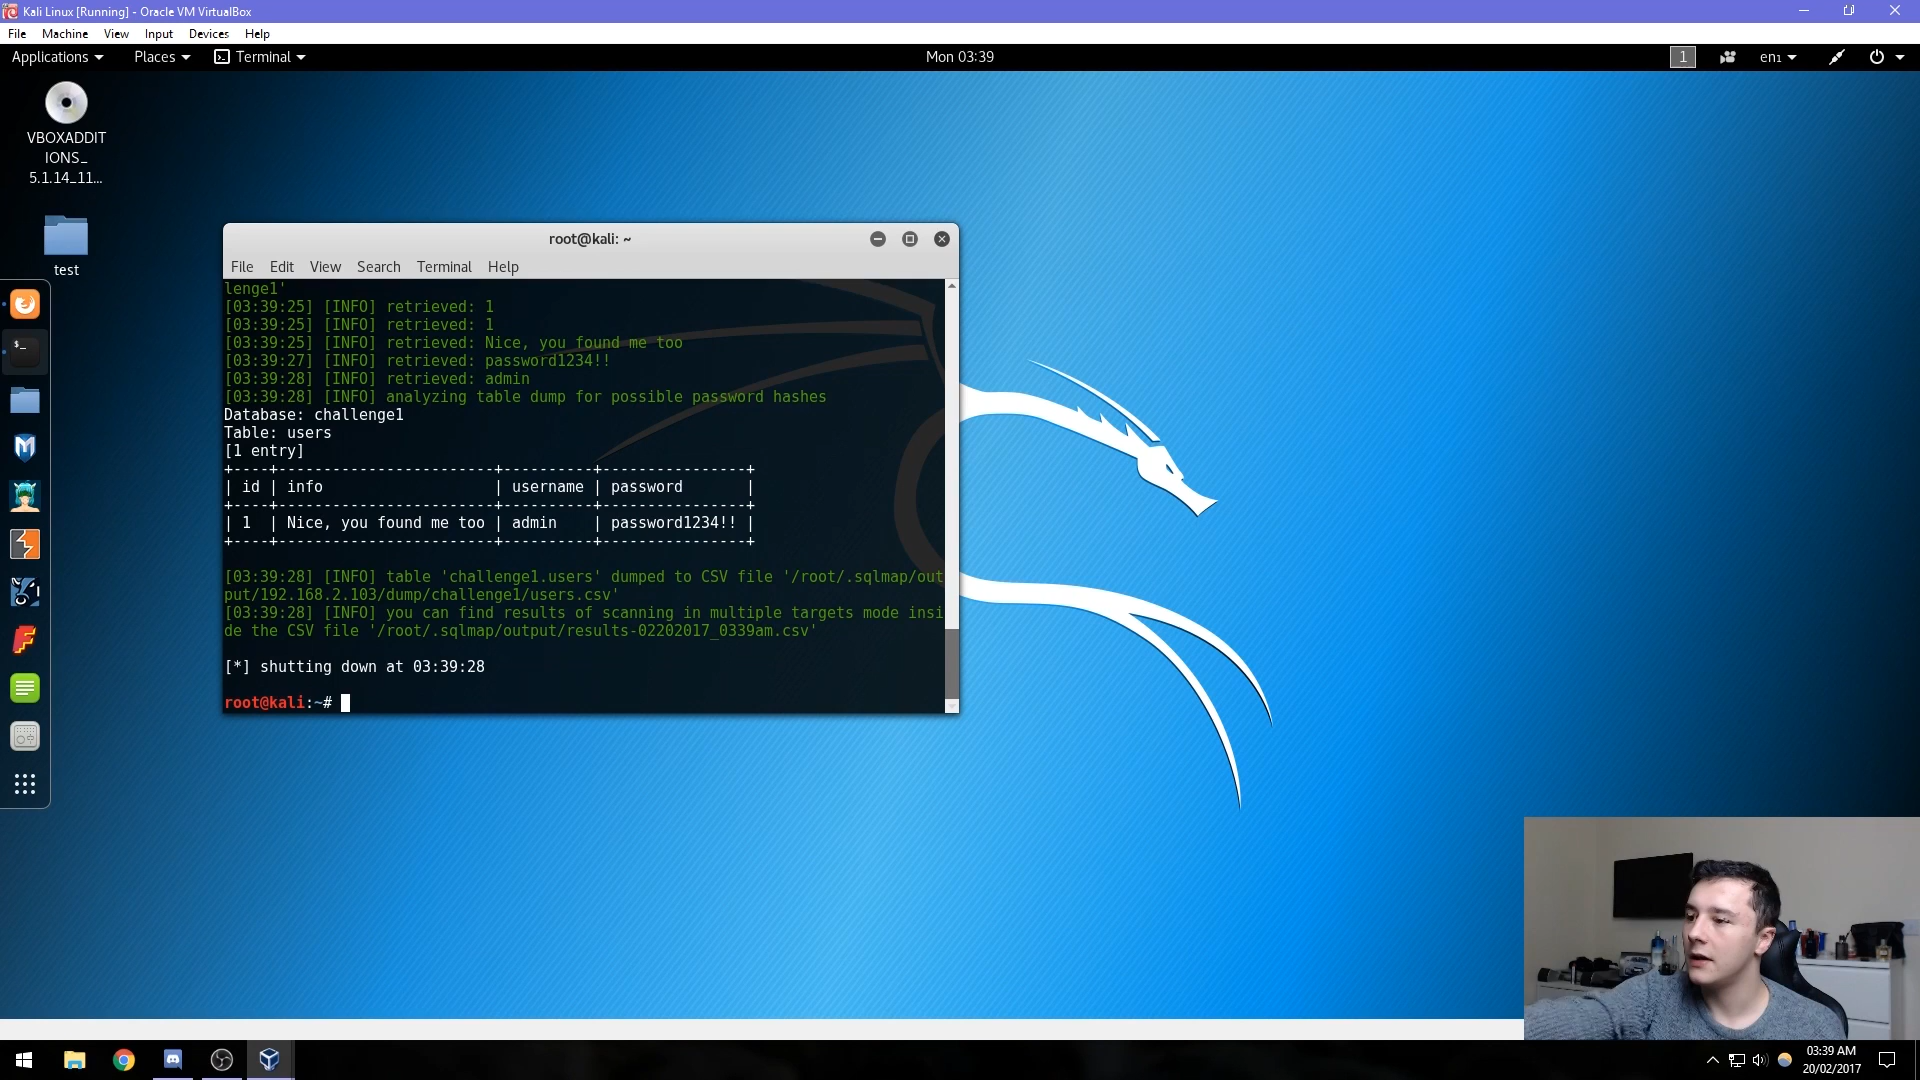 Kali Linux [Running] - Oracle VM VirtualBox
File Machine View Input Devices Help
Applications Places Terminal Mon 03:39 1 en1
VBOXADDIT
IONS_
5.1.14_11...
test
root@kali: ~
File Edit View Search Terminal Help
lenge1'
[03:39:25] [INFO] retrieved: 1
[03:39:25] [INFO] retrieved: 1
[03:39:25] [INFO] retrieved: Nice, you found me too
[03:39:27] [INFO] retrieved: password1234!!
[03:39:28] [INFO] retrieved: admin
[03:39:28] [INFO] analyzing table dump for possible password hashes
Database: challenge1
Table: users
[1 entry]
+----+------------------------+----------+----------------+
| id | info                   | username | password       |
+----+------------------------+----------+----------------+
| 1  | Nice, you found me too | admin    | password1234!! |
+----+------------------------+----------+----------------+
[03:39:28] [INFO] table 'challenge1.users' dumped to CSV file '/root/.sqlmap/out
put/192.168.2.103/dump/challenge1/users.csv'
[03:39:28] [INFO] you can find results of scanning in multiple targets mode insi
de the CSV file '/root/.sqlmap/output/results-02202017_0339am.csv'
[*] shutting down at 03:39:28
root@kali:~#
03:39 AM
20/02/2017